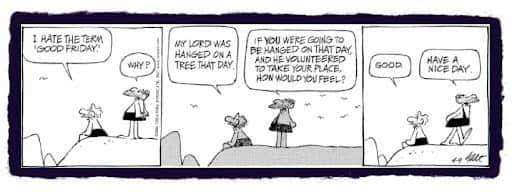 I HATE THE TERM
'GOOD FRIDAY.'
WHY?
MY LORD WAS
HANGED ON A
TREE THAT DAY.
IF YOU WERE GOING TO
BE HANGED ON THAT DAY,
AND HE VOLUNTEERED
TO TAKE YOUR PLACE,
HOW WOULD YOU FEEL?
GOOD.
HAVE A
NICE DAY.